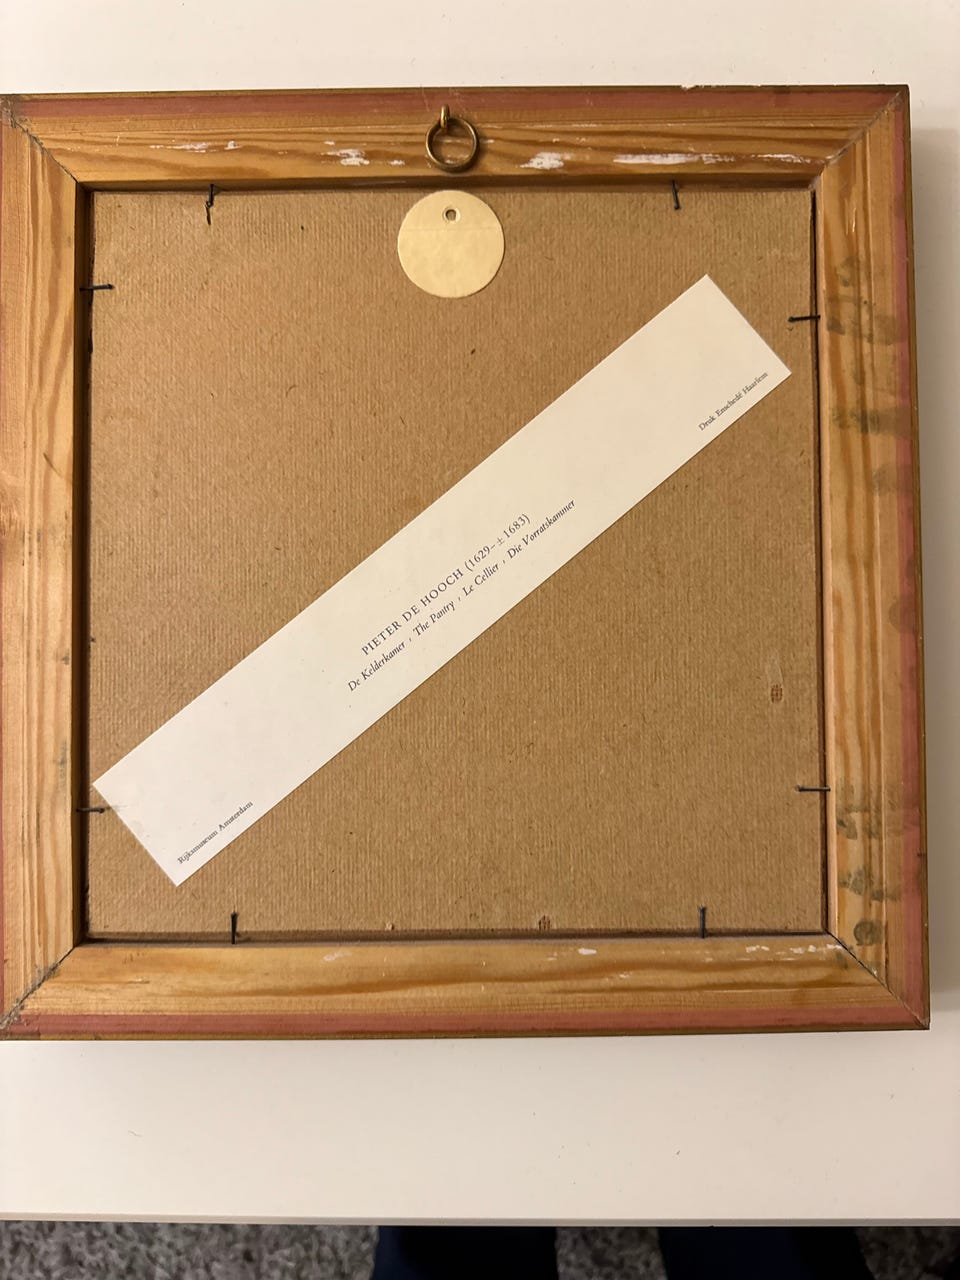 PIETER DE HOOCH (1629–±1683)
De Kelderkamer , The Pantry , Le Cellier , Die Vorratskammer
Rijksmuseum Amsterdam
Druk Enschedé Haarlem